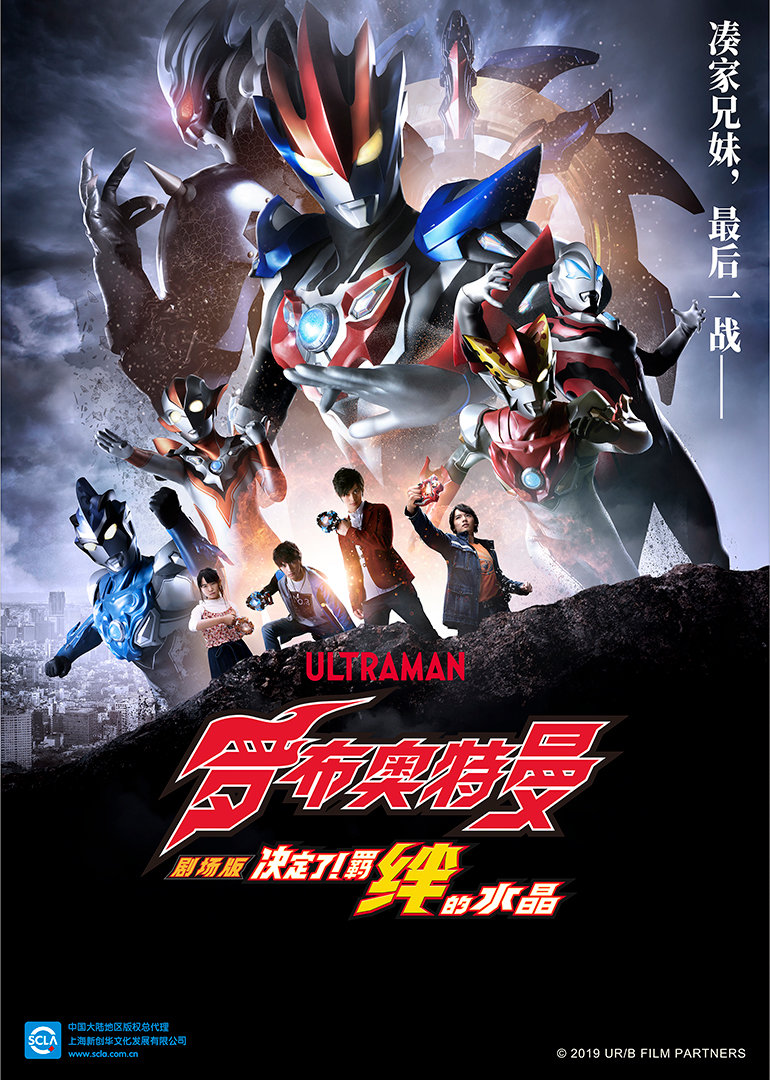 凑家兄妹，最后一战——
ULTRAMAN
罗布奥特曼
剧场版 决定了！羁绊的水晶
SCLA
中国大陆地区版权总代理
上海新创华文化发展有限公司
www.scla.com.cn
© 2019 UR/B FILM PARTNERS